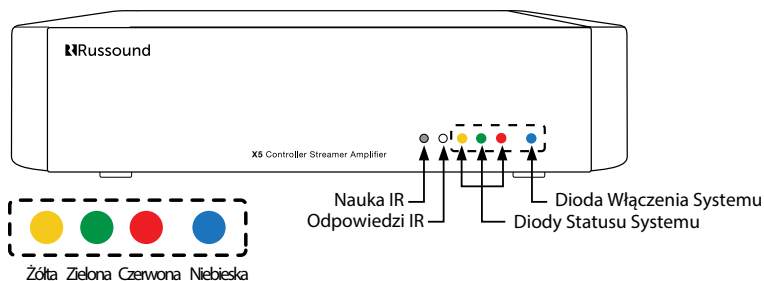 Russound
X5 Controller Streamer Amplifier
Nauka IR
Odpowiedzi IR
Dioda Włączenia Systemu
Diody Statusu Systemu
Żółta Zielona Czerwona Niebieska